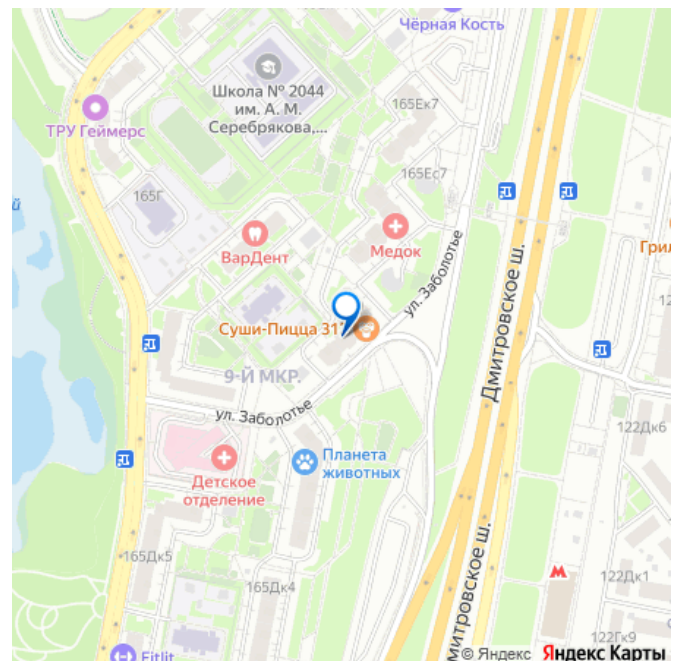 Чёрная Кость
Школа № 2044
им. А. М.
Серебрякова,...
165Ек7
ТРУ Геймерс
165Ес7
165Г
ВарДент
Медок
Гри
ул. Заболотье
Суши-Пицца 31
Дмитровское ш.
9-Й МКР.
ул. Заболотье
122Дк6
Планета
животных
Детское
отделение
165Дк5
165Дк4
М
122Дк1
Дмитровское ш.
122Гк9
Fitlit
© Яндекс Яндекс Карты